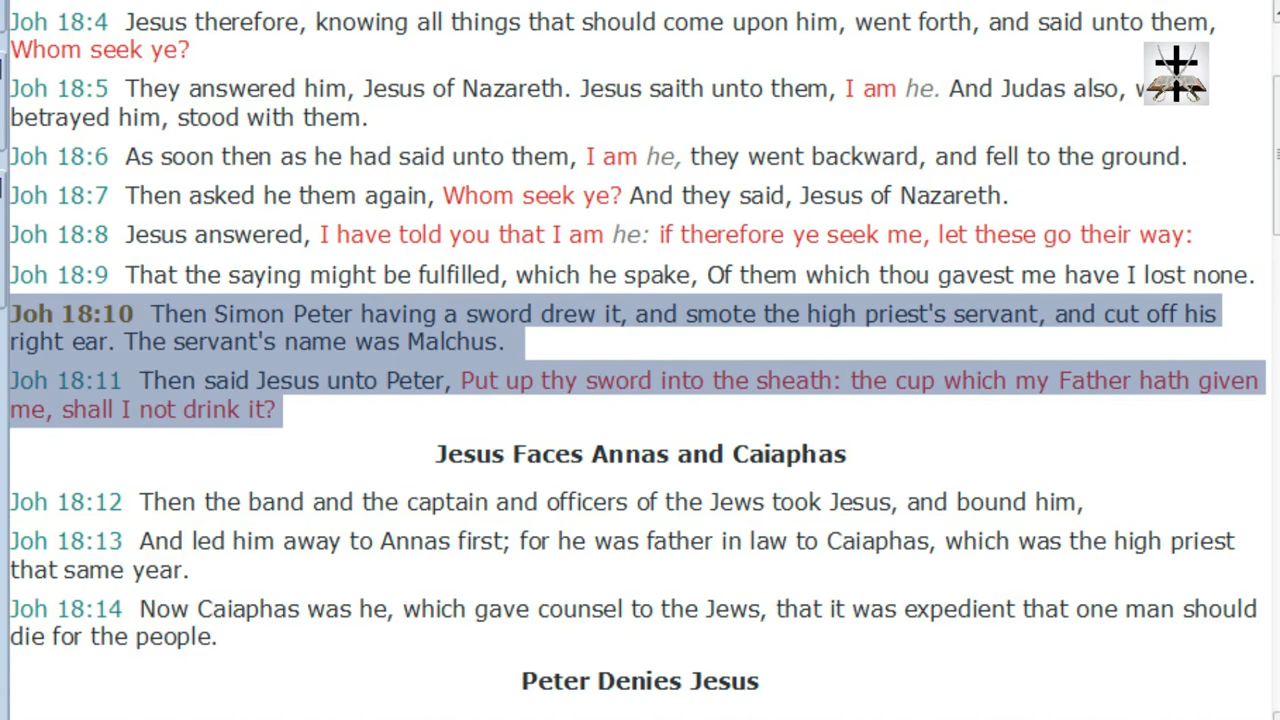 Joh 18:4 Jesus therefore, knowing all things that should come upon him, went forth, and said unto them,
Whom seek ye?
Joh 18:5 They answered him, Jesus of Nazareth. Jesus saith unto them, I am he. And Judas also,
betrayed him, stood with them.
Joh 18:6 As soon then as he had said unto them, I am he, they went backward, and fell to the ground.
Joh 18:7 Then asked he them again, Whom seek ye? And they said, Jesus of Nazareth.
Joh 18:8 Jesus answered, I have told you that I am he: if therefore ye seek me, let these go their way:
Joh 18:9 That the saying might be fulfilled, which he spake, Of them which thou gavest me have I lost none.
Joh 18:10 Then Simon Peter having a sword drew it, and smote the high priest's servant, and cut off his
right ear. The servant's name was Malchus.
Joh 18:11 Then said Jesus unto Peter, Put up thy sword into the sheath: the cup which my Father hath given
me, shall I not drink it?
Jesus Faces Annas and Caiaphas
Joh 18:12 Then the band and the captain and officers of the Jews took Jesus, and bound him,
Joh 18:13 And led him away to Annas first; for he was father in law to Caiaphas, which was the high priest
that same year.
Joh 18:14 Now Caiaphas was he, which gave counsel to the Jews, that it was expedient that one man should
die for the people.
Peter Denies Jesus